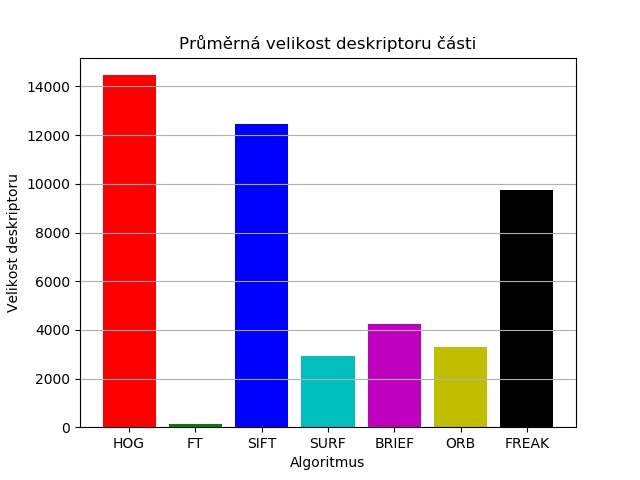 Průměrná velikost deskriptoru části
Velikost deskriptoru
14000
12000
10000
8000
6000
4000
2000
0
HOG FT SIFT SURF BRIEF ORB FREAK
Algoritmus